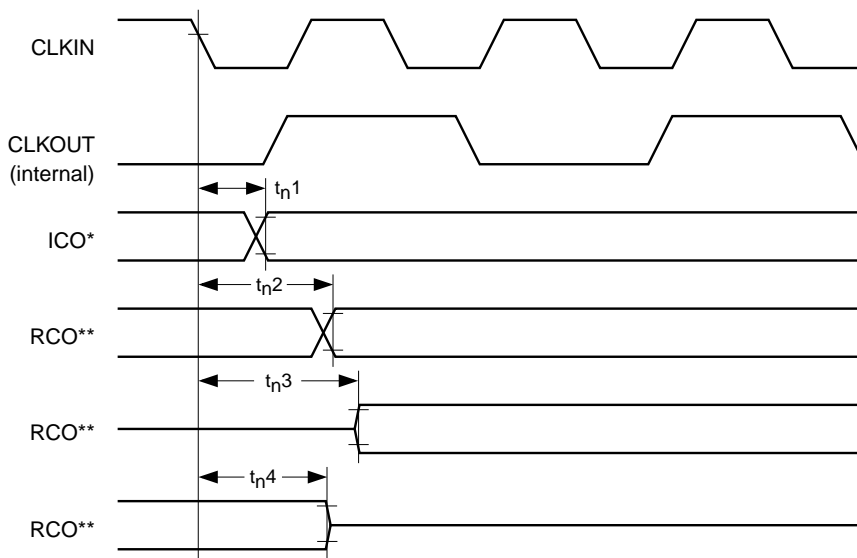 CLKIN
CLKOUT
(internal)
tn1
ICO*
tn2
RCO**
tn3
RCO**
tn4
RCO**